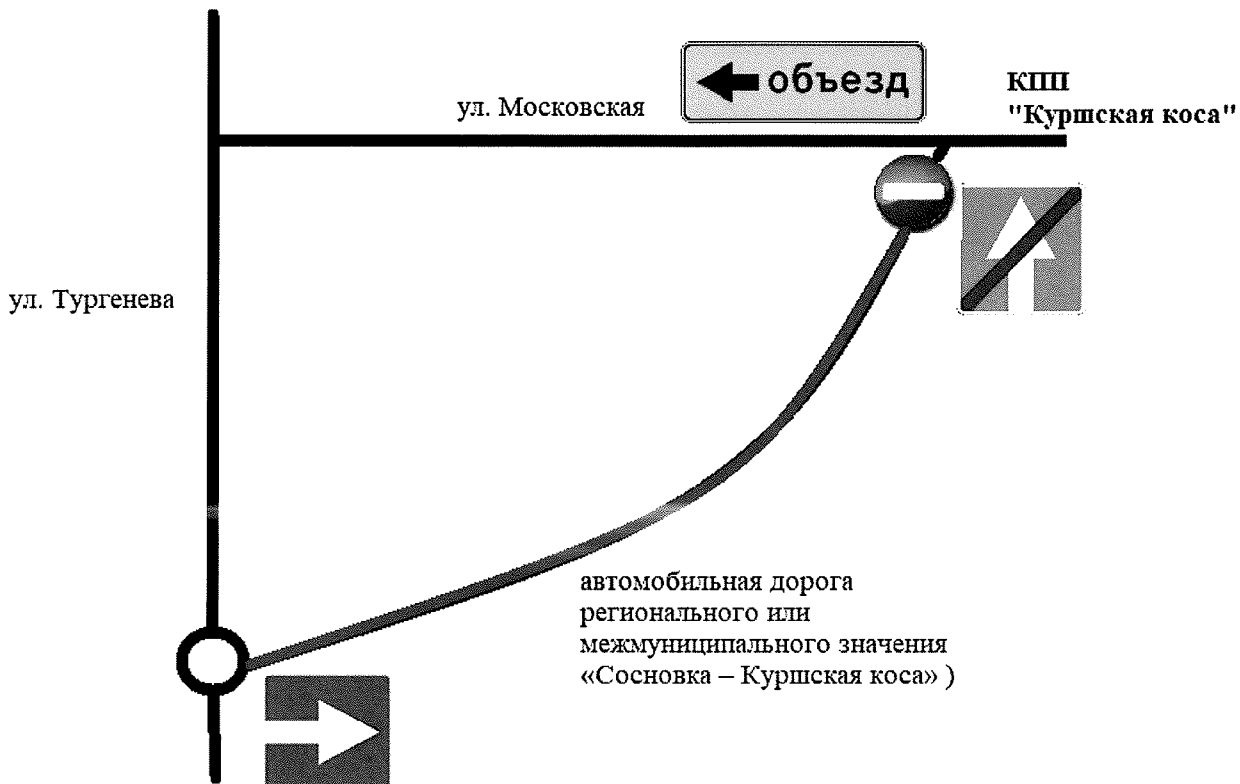 объезд
КПП
"Куршская коса"
ул. Московская
ул. Тургенева
автомобильная дорога
регионального или
межмуниципального значения
«Сосновка – Куршская коса» )